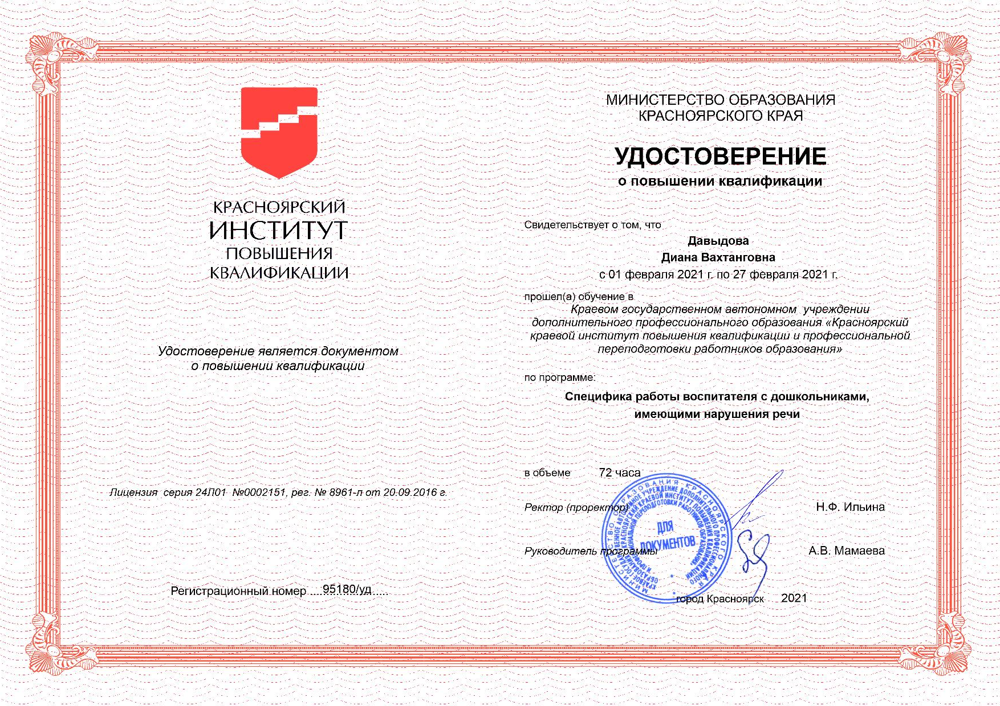 КРАСНОЯРСКИЙ
ИНСТИТУТ
ПОВЫШЕНИЯ
КВАЛИФИКАЦИИ
Удостоверение является документом
о повышении квалификации
Лицензия серия 24Л01 №0002151, рег. № 8961-л от 20.09.2016 г.
Регистрационный номер ....95180/уд.....
МИНИСТЕРСТВО ОБРАЗОВАНИЯ
КРАСНОЯРСКОГО КРАЯ
УДОСТОВЕРЕНИЕ
о повышении квалификации
Свидетельствует о том, что
Давыдова
Диана Вахтанговна
с 01 февраля 2021 г. по 27 февраля 2021 г.
прошел(а) обучение в
Краевом государственном автономном учреждении
дополнительного профессионального образования «Красноярский
краевой институт повышения квалификации и профессиональной
переподготовки работников образования»
по программе:
Специфика работы воспитателя с дошкольниками,
имеющими нарушения речи
в объеме 72 часа
Ректор (проректор) Н.Ф. Ильина
Руководитель программы А.В. Мамаева
город Красноярск 2021
МИНИСТЕРСТВО ОБРАЗОВАНИЯ КРАСНОЯРСКОГО КРАЯ
ДЛЯ
ДОКУМЕНТОВ